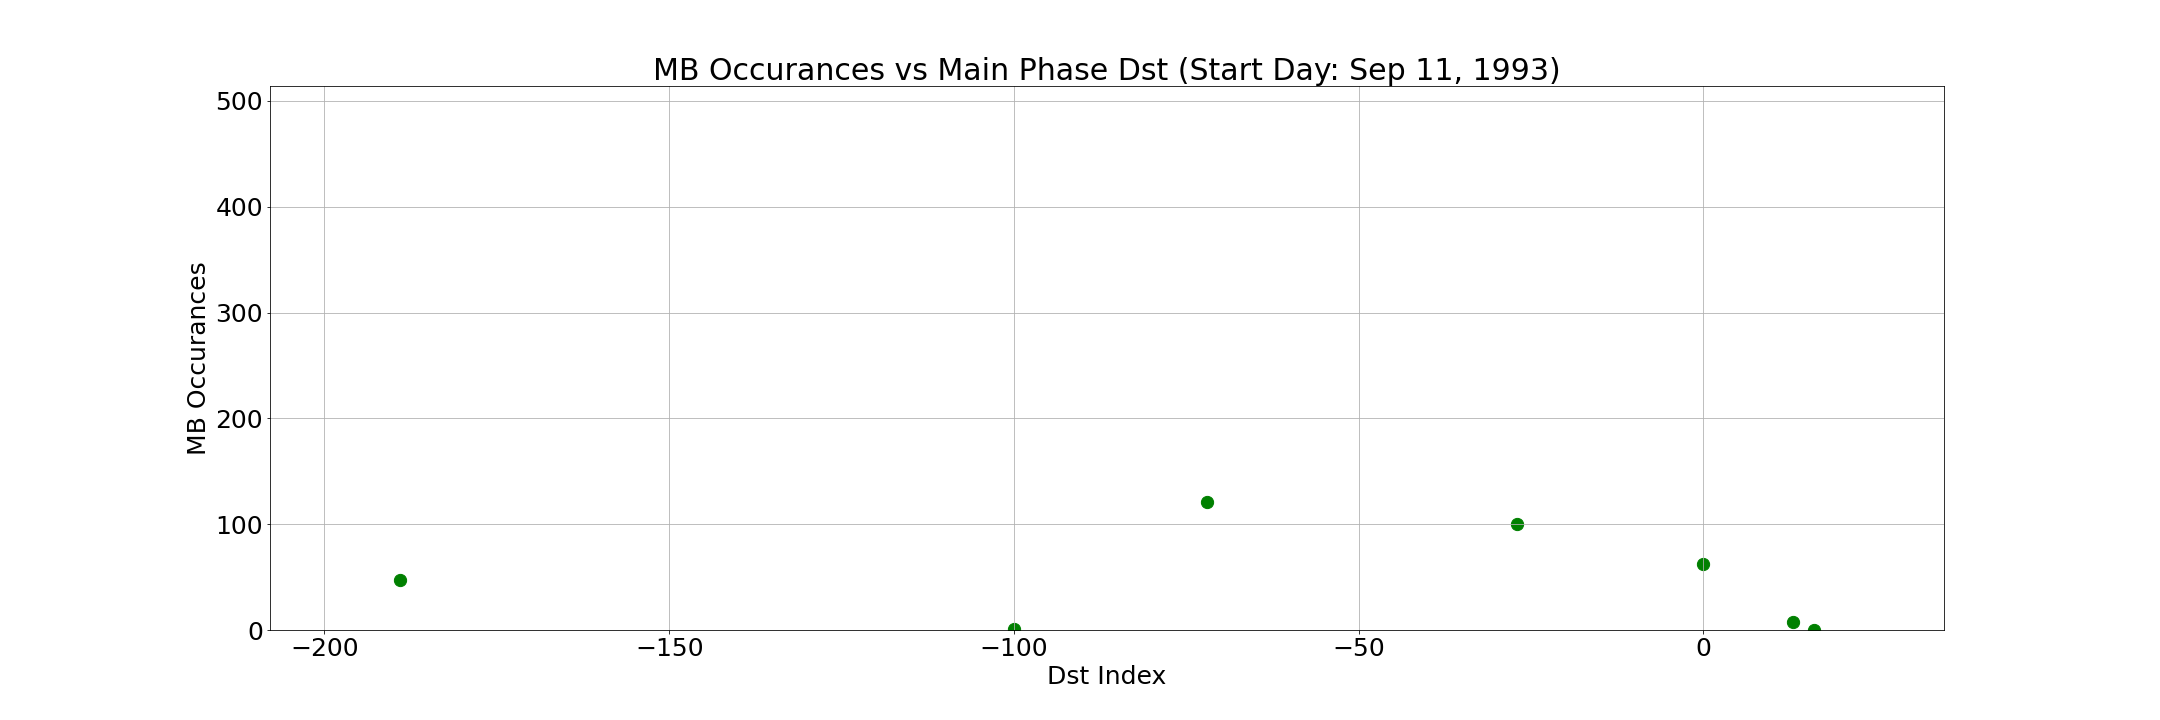 MB Occurances vs Main Phase Dst (Start Day: Sep 11, 1993)
500
400
300
200
100
0
MB Occurances
−200 −150 −100 −50 0
Dst Index